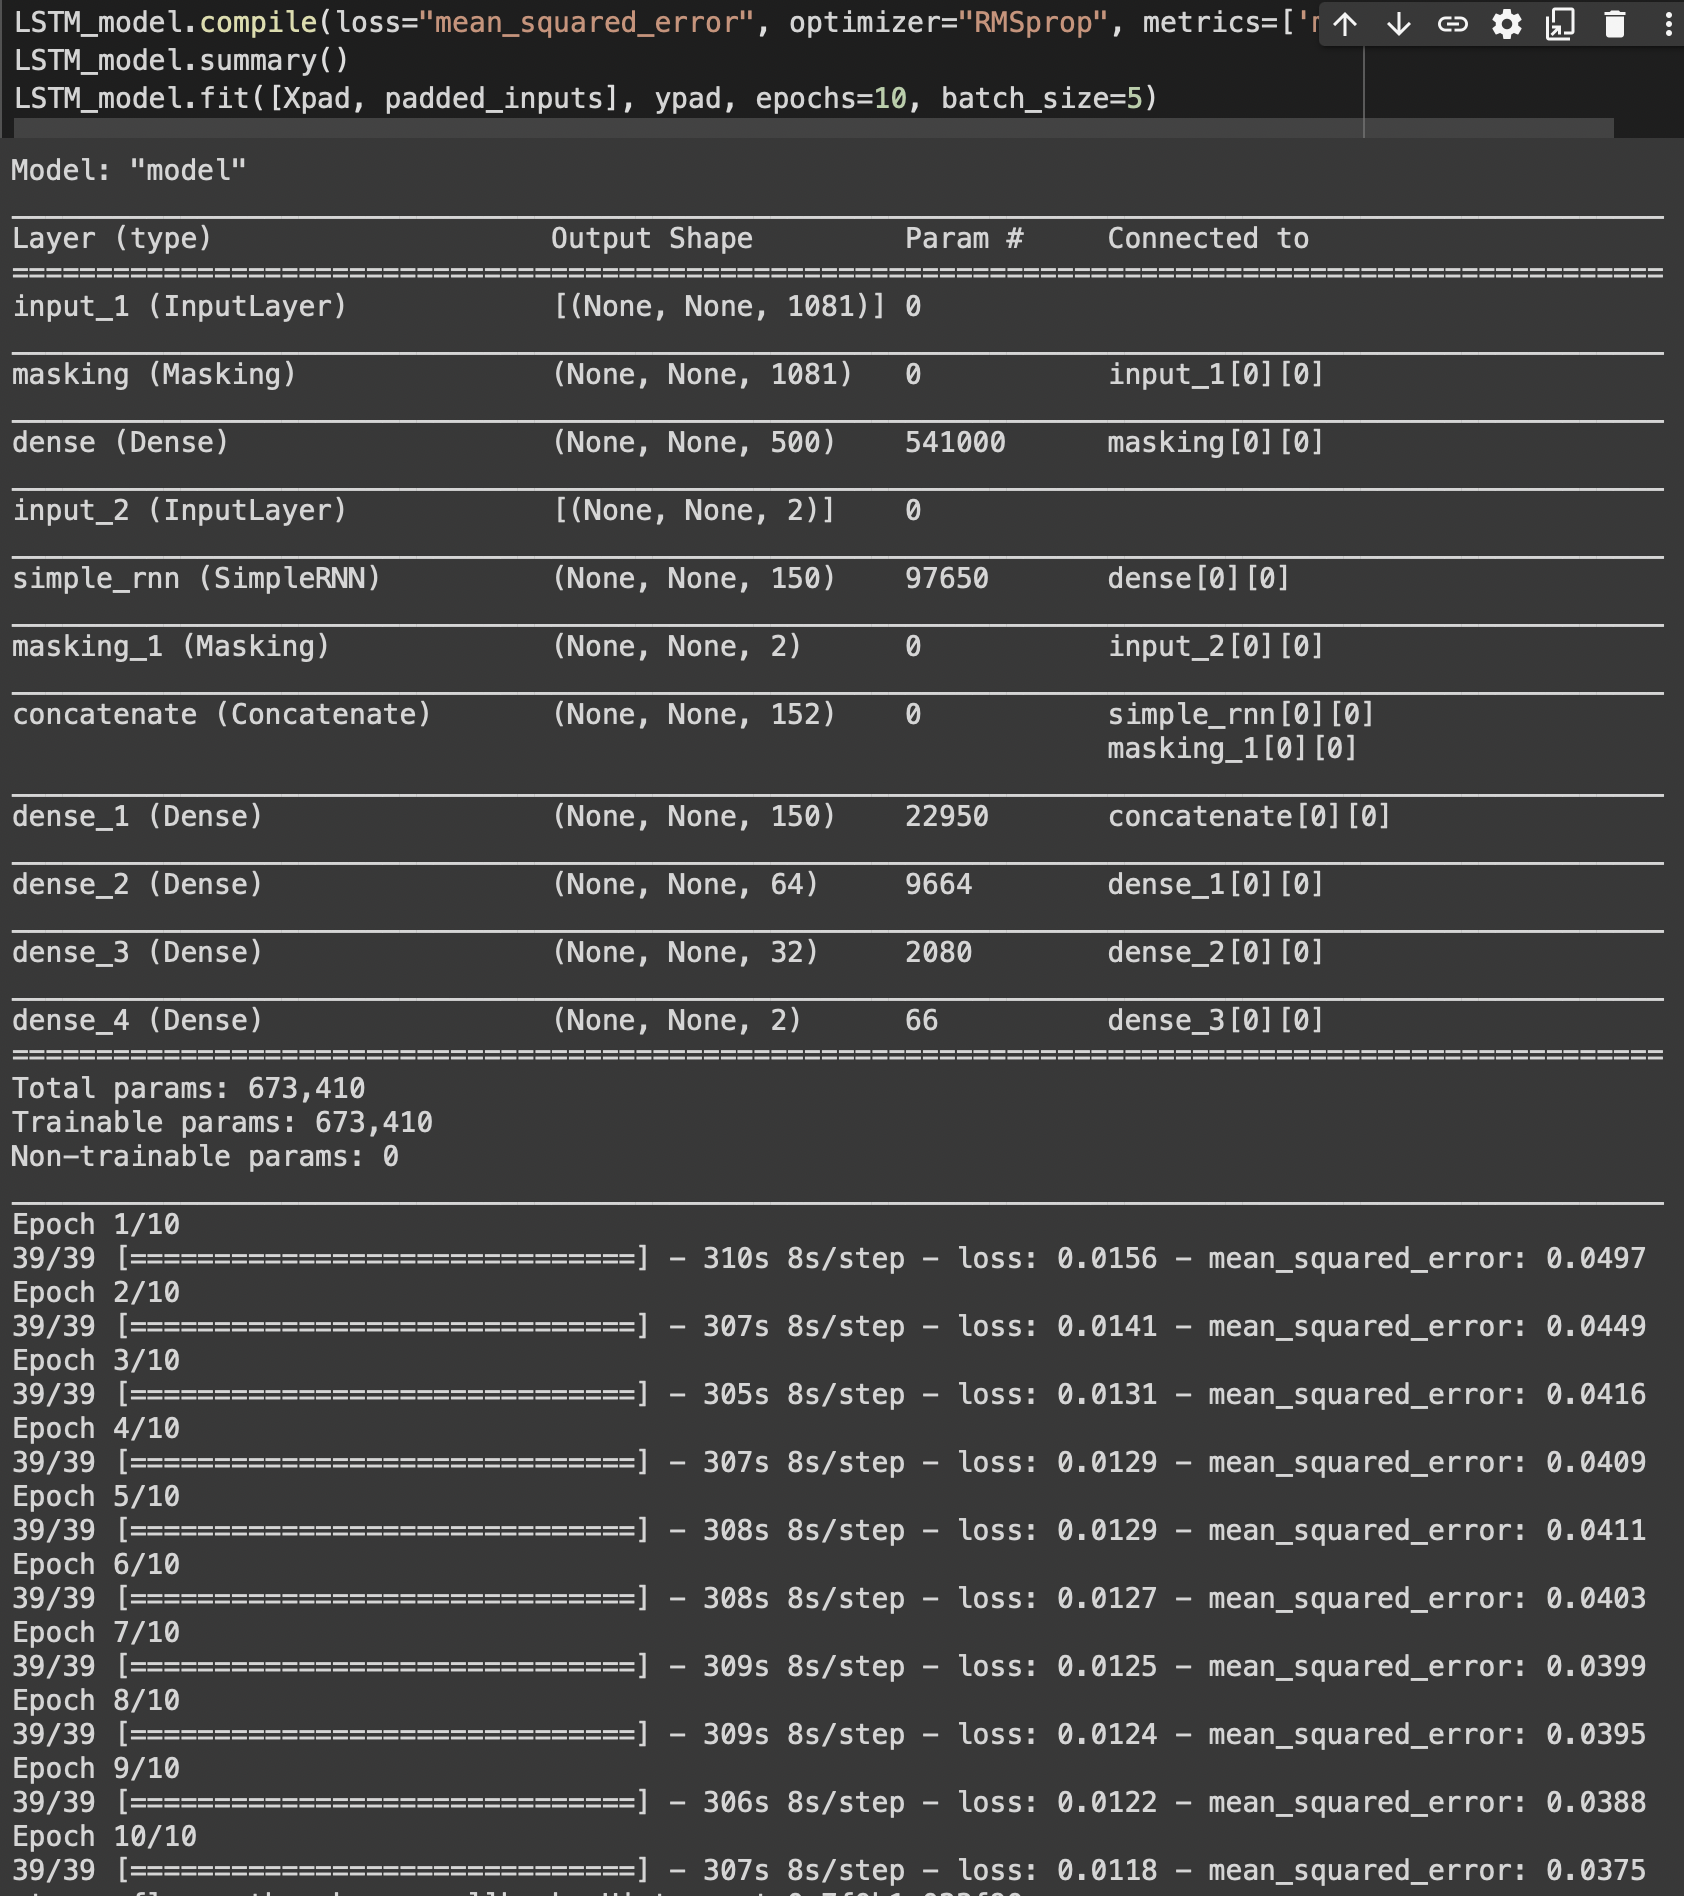 LSTM_model.compile(loss="mean_squared_error", optimizer="RMSprop", metrics=['
LSTM_model.summary()
LSTM_model.fit([Xpad, padded_inputs], ypad, epochs=10, batch_size=5)
Model: "model"
Layer (type) Output Shape Param # Connected to
input_1 (InputLayer) [(None, None, 1081)] 0
masking (Masking) (None, None, 1081) 0 input_1[0][0]
dense (Dense) (None, None, 500) 541000 masking[0][0]
input_2 (InputLayer) [(None, None, 2)] 0
simple_rnn (SimpleRNN) (None, None, 150) 97650 dense[0][0]
masking_1 (Masking) (None, None, 2) 0 input_2[0][0]
concatenate (Concatenate) (None, None, 152) 0 simple_rnn[0][0]
masking_1[0][0]
dense_1 (Dense) (None, None, 150) 22950 concatenate[0][0]
dense_2 (Dense) (None, None, 64) 9664 dense_1[0][0]
dense_3 (Dense) (None, None, 32) 2080 dense_2[0][0]
dense_4 (Dense) (None, None, 2) 66 dense_3[0][0]
Total params: 673,410
Trainable params: 673,410
Non-trainable params: 0
Epoch 1/10
39/39 [==============================] - 310s 8s/step - loss: 0.0156 - mean_squared_error: 0.0497
Epoch 2/10
39/39 [==============================] - 307s 8s/step - loss: 0.0141 - mean_squared_error: 0.0449
Epoch 3/10
39/39 [==============================] - 305s 8s/step - loss: 0.0131 - mean_squared_error: 0.0416
Epoch 4/10
39/39 [==============================] - 307s 8s/step - loss: 0.0129 - mean_squared_error: 0.0409
Epoch 5/10
39/39 [==============================] - 308s 8s/step - loss: 0.0129 - mean_squared_error: 0.0411
Epoch 6/10
39/39 [==============================] - 308s 8s/step - loss: 0.0127 - mean_squared_error: 0.0403
Epoch 7/10
39/39 [==============================] - 309s 8s/step - loss: 0.0125 - mean_squared_error: 0.0399
Epoch 8/10
39/39 [==============================] - 309s 8s/step - loss: 0.0124 - mean_squared_error: 0.0395
Epoch 9/10
39/39 [==============================] - 306s 8s/step - loss: 0.0122 - mean_squared_error: 0.0388
Epoch 10/10
39/39 [==============================] - 307s 8s/step - loss: 0.0118 - mean_squared_error: 0.0375